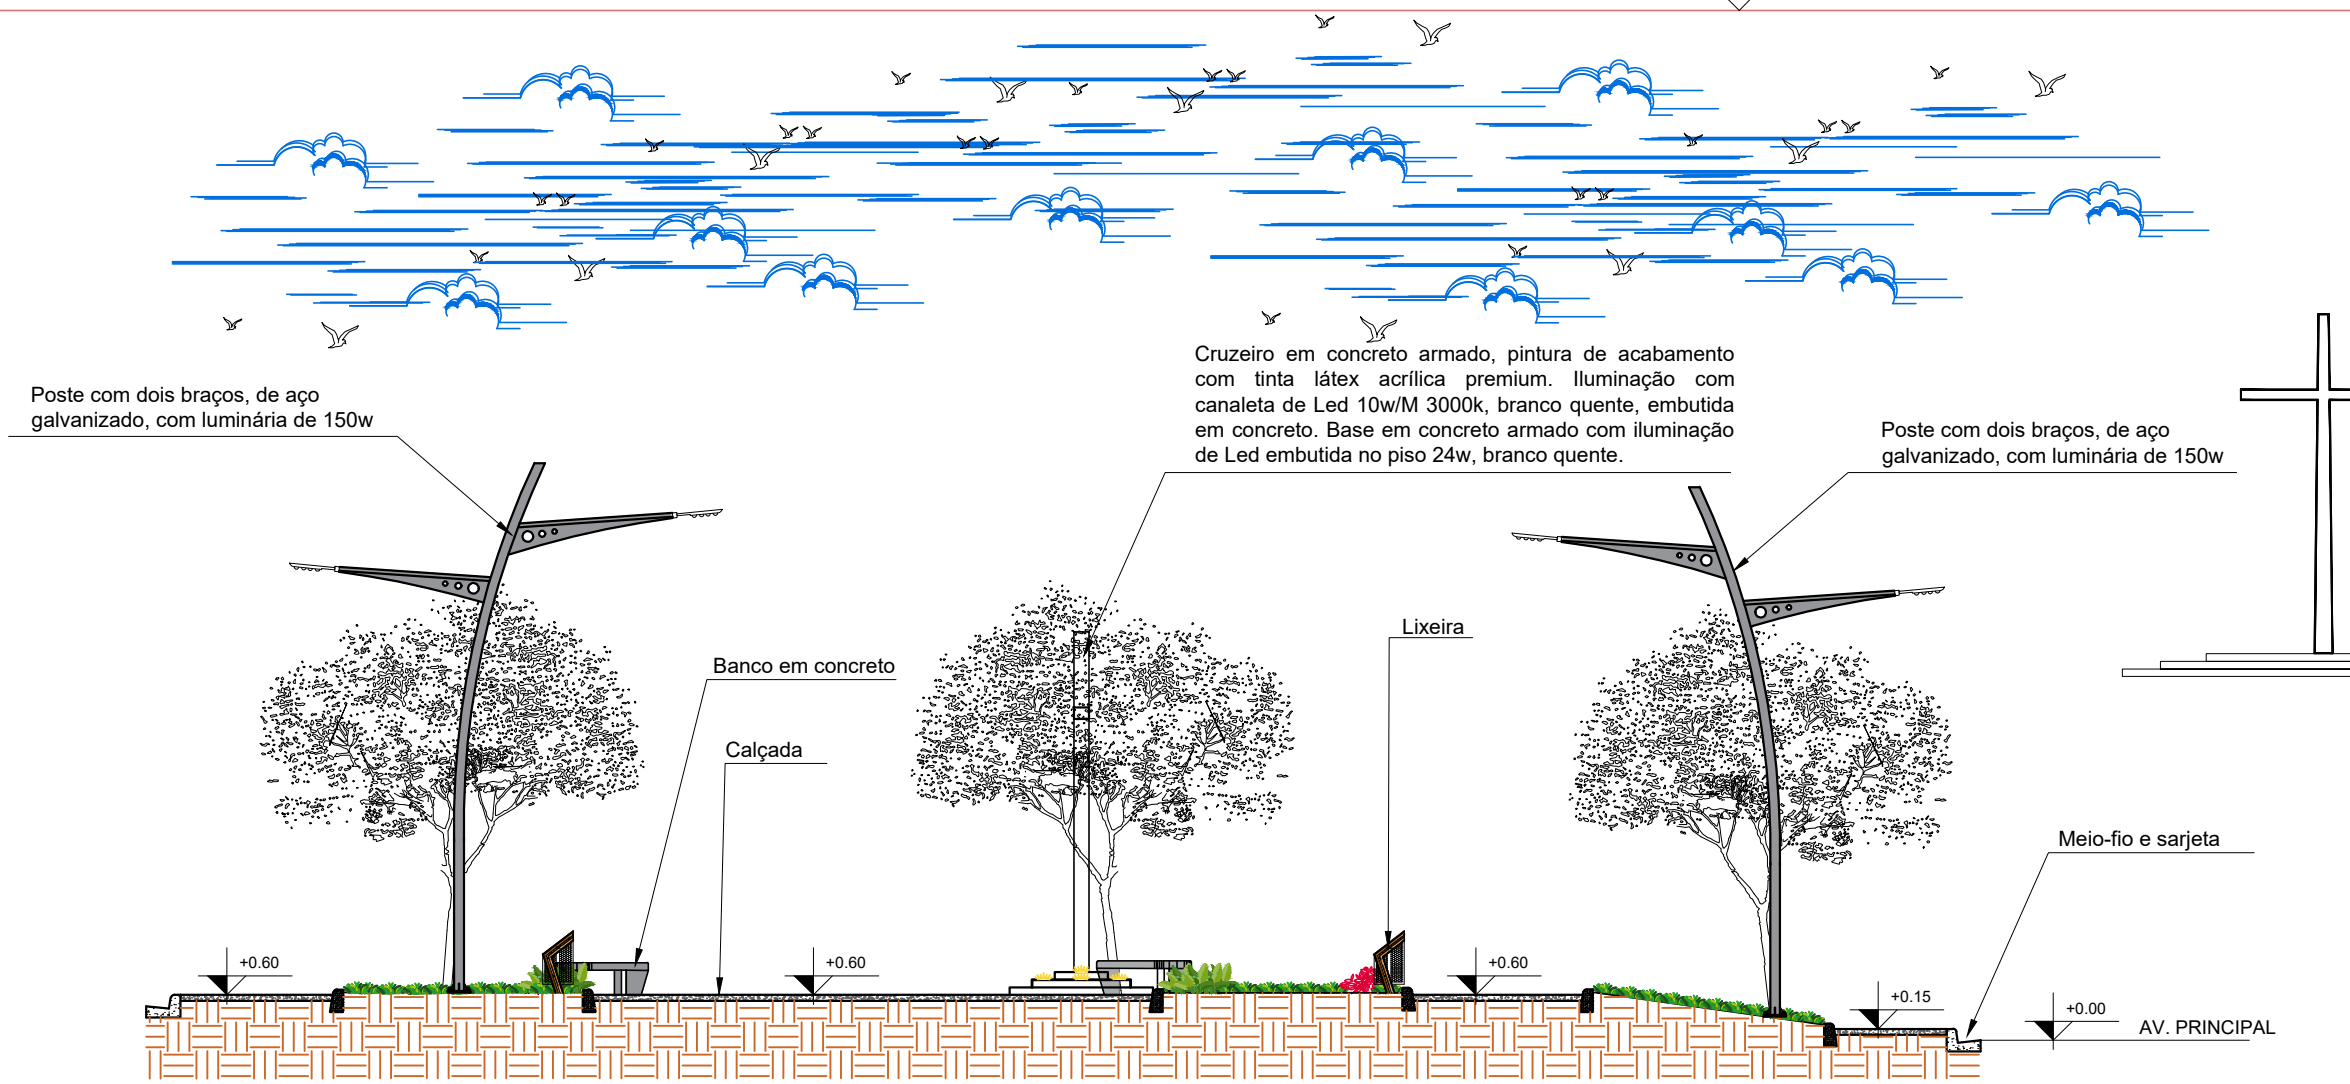 Cruzeiro em concreto armado, pintura de acabamento
com tinta látex acrílica premium. Iluminação com
canaleta de Led 10w/M 3000k, branco quente, embutida
em concreto. Base em concreto armado com iluminação
de Led embutida no piso 24w, branco quente.
Poste com dois braços, de aço
galvanizado, com luminária de 150w
Poste com dois braços, de aço
galvanizado, com luminária de 150w
Lixeira
Banco em concreto
Calçada
Meio-fio e sarjeta
+0.60
+0.60
+0.60
+0.15
+0.00
AV. PRINCIPAL